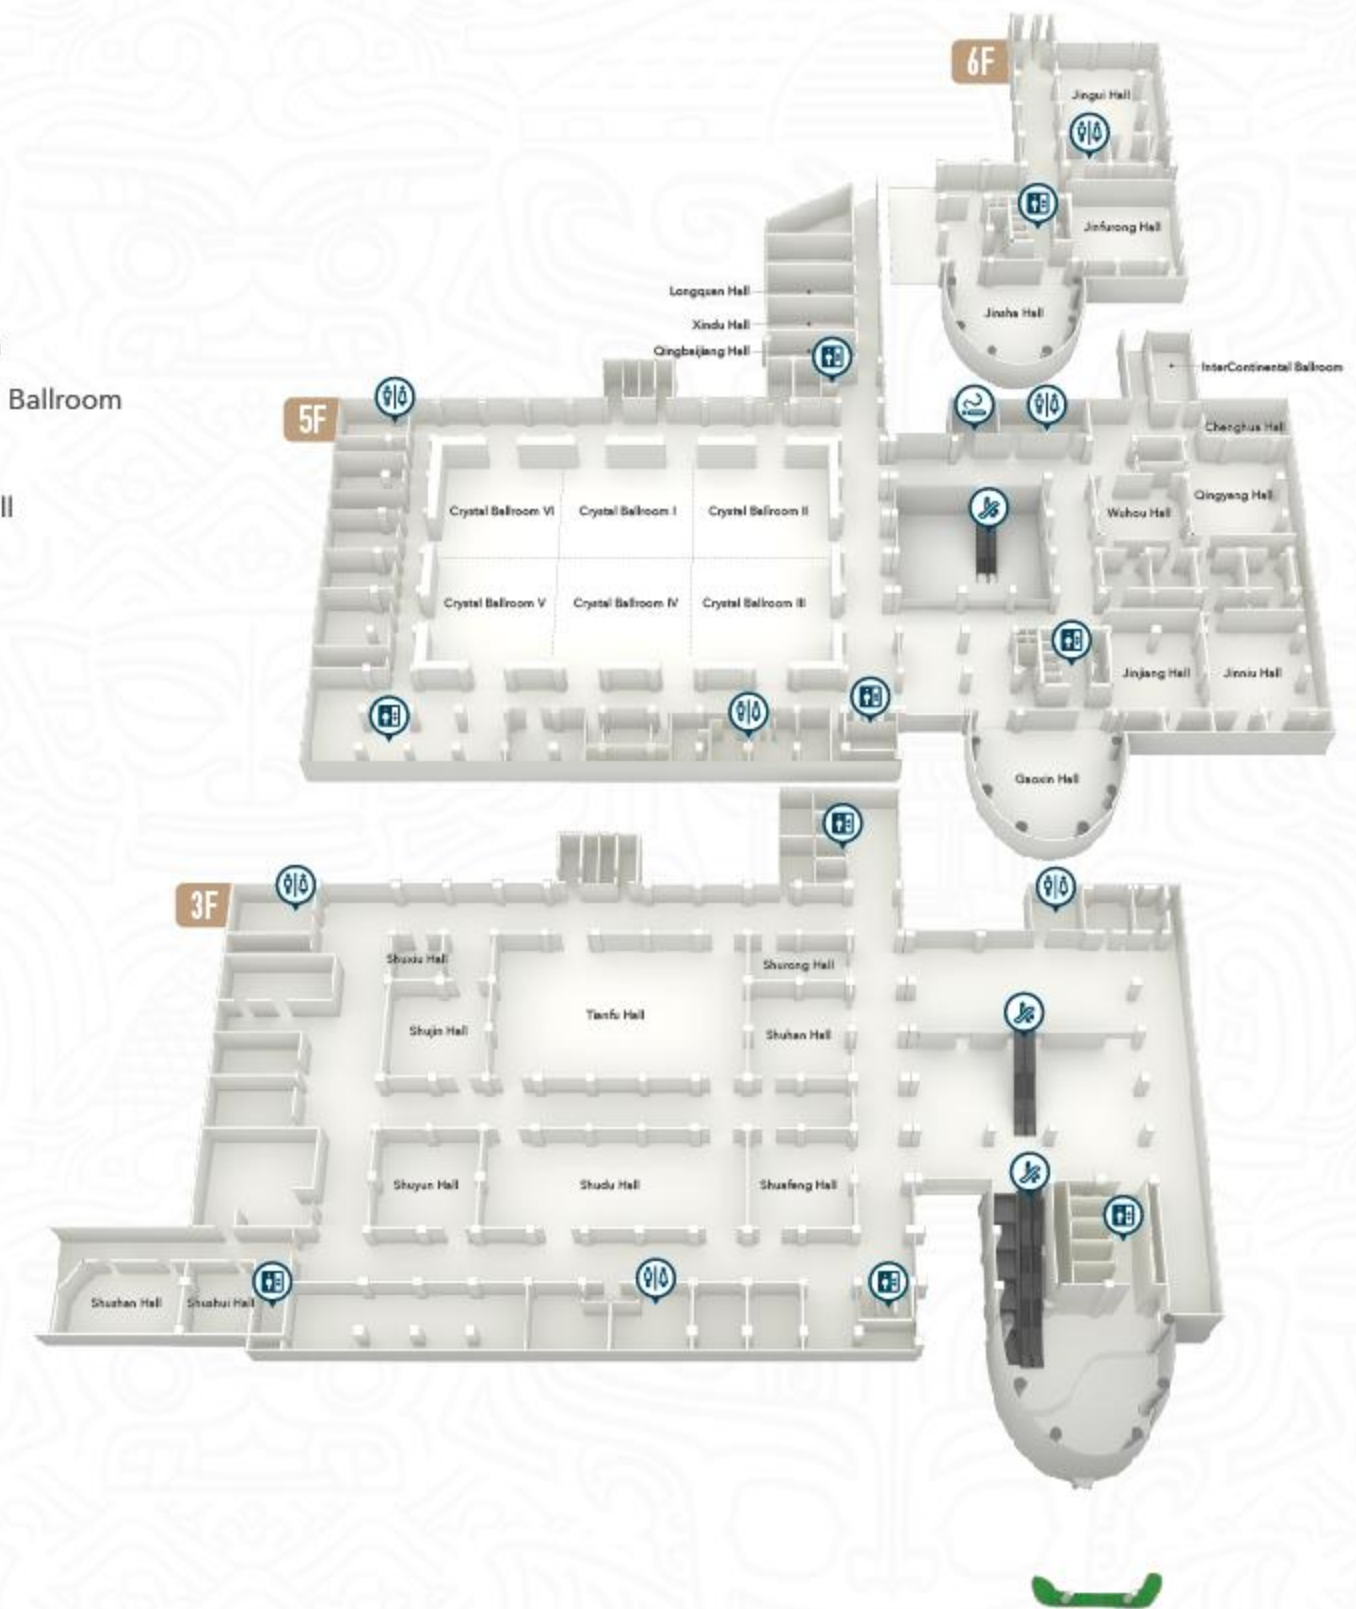 6F
Jingui Hall
Jinfurong Hall
Jinsha Hall
Longquan Hall
Xindu Hall
Qingbaijiang Hall
InterContinental Ballroom
Ballroom
5F
Chenghua Hall
Qingyang Hall
Wuhou Hall
ll
Crystal Ballroom VI
Crystal Ballroom I
Crystal Ballroom II
Crystal Ballroom V
Crystal Ballroom IV
Crystal Ballroom III
Jinjiang Hall
Jinniu Hall
Gaoxin Hall
3F
Shuxiu Hall
Shurong Hall
Tianfu Hall
Shujin Hall
Shuhan Hall
Shuyun Hall
Shudu Hall
Shuafeng Hall
Shushan Hall
Shushui Hall